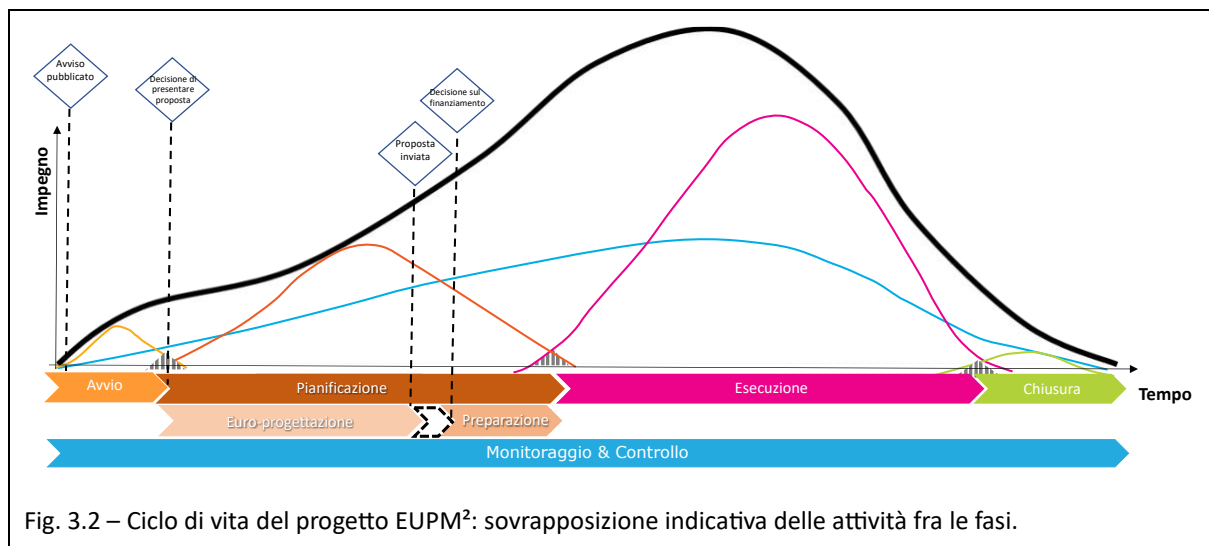 Avviso
pubblicato
Decisione di
presentare
proposta
Decisione sul
finanziamento
Proposta
inviata
Impegno
Avvio
Pianificazione
Esecuzione
Chiusura
Tempo
Euro-progettazione
Preparazione
Monitoraggio & Controllo
Fig. 3.2 – Ciclo di vita del progetto EUPM²: sovrapposizione indicativa delle attività fra le fasi.